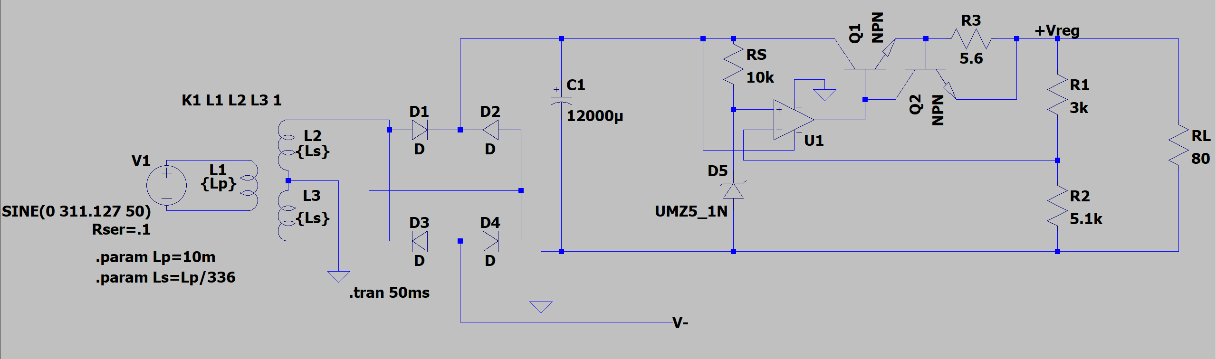 K1 L1 L2 L3 1
V1
SINE(0 311.127 50)
Rser=.1
L1
{Lp}
L2
{Ls}
L3
{Ls}
.param Lp=10m
.param Ls=Lp/336
.tran 50ms
D1
D
D2
D
D3
D
D4
D
V-
+
C1
12000µ
RS
10k
U1
D5
UMZ5_1N
Q1
NPN
Q2
NPN
R3
5.6
+Vreg
R1
3k
R2
5.1k
RL
80